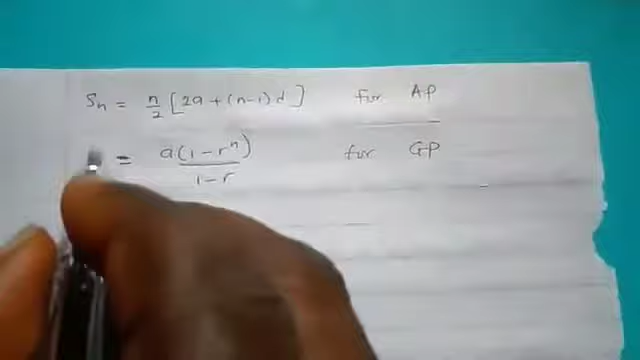 Sn = n/2 [2a + (n-1)d] for AP
= a(1-r^n)/1-r for GP